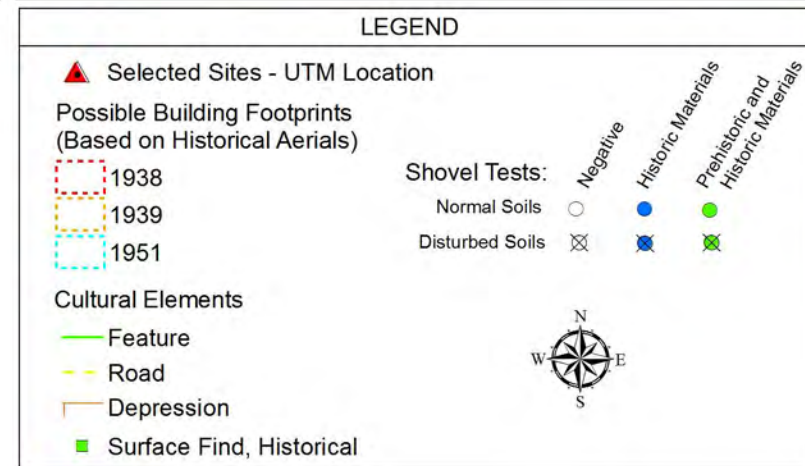 LEGEND
Selected Sites - UTM Location
Possible Building Footprints
(Based on Historical Aerials)
1938
1939
1951
Cultural Elements
Feature
Road
Depression
Surface Find, Historical
Shovel Tests:
Negative
Historic Materials
Prehistoric and
Historic Materials
Normal Soils
Disturbed Soils
N
W
E
S